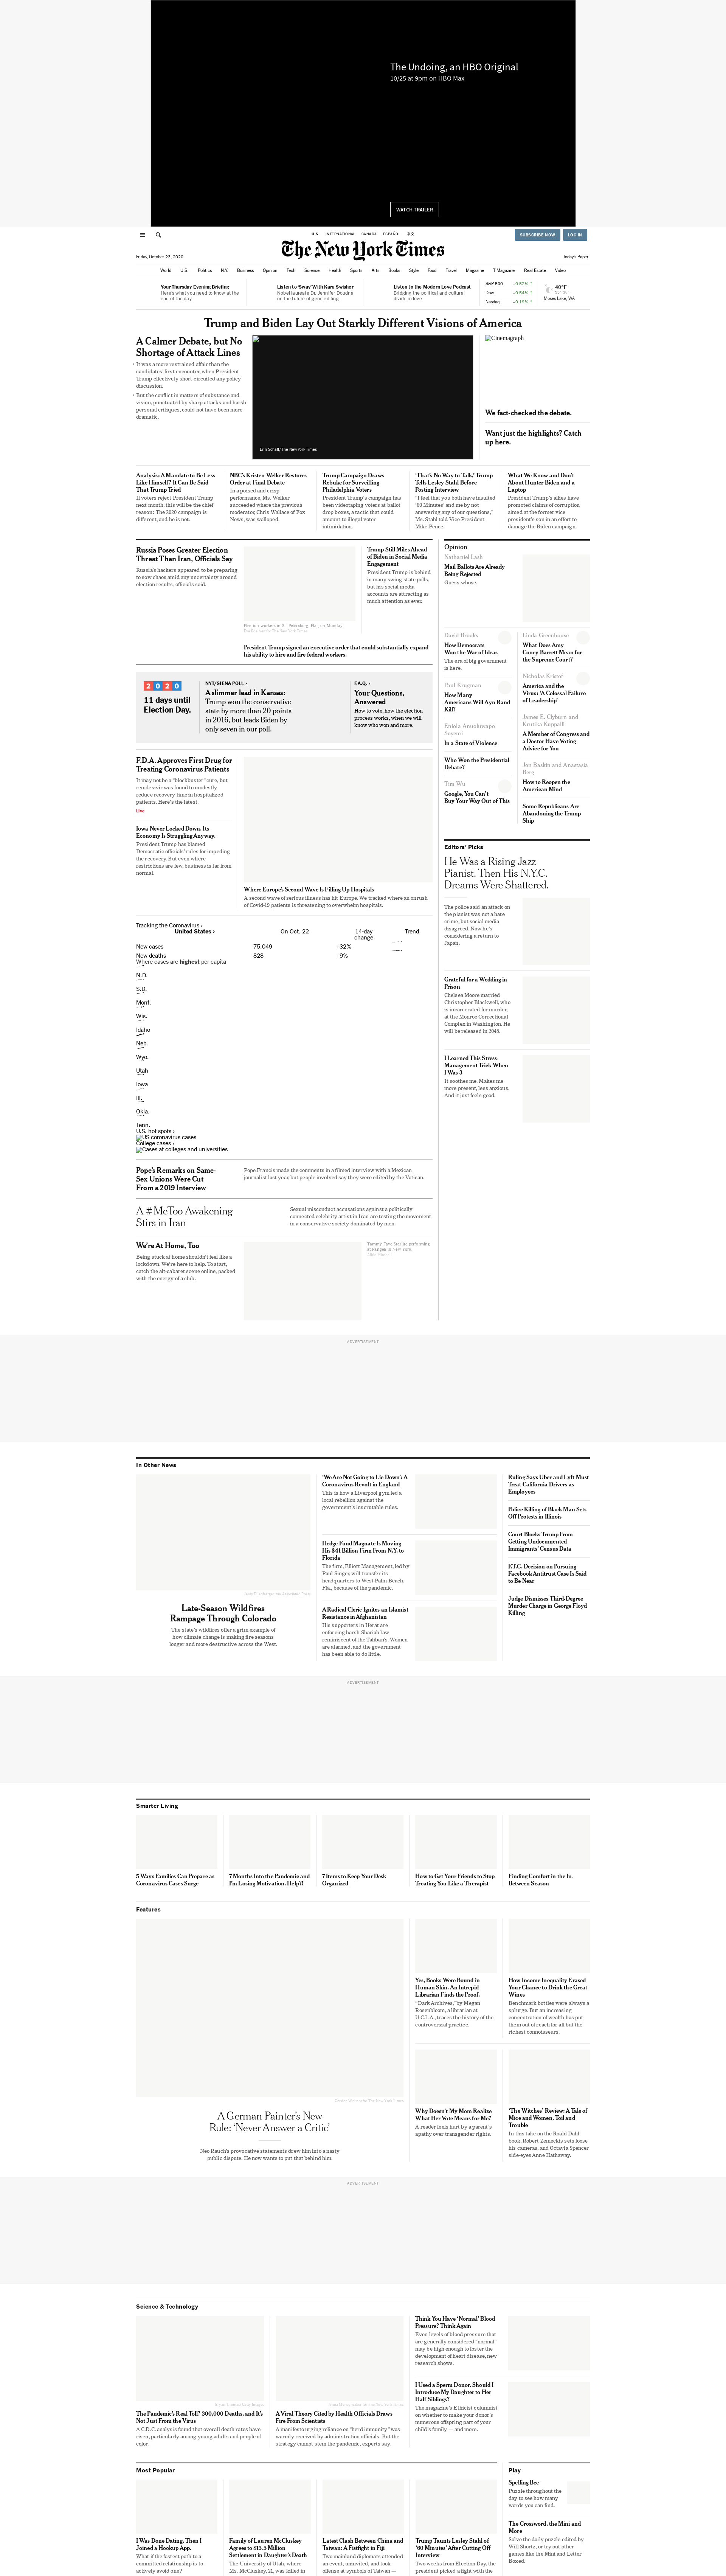 The Undoing, an HBO Original
10/25 at 9pm on HBO Max
WATCH TRAILER
U.S. INTERNATIONAL CANADA ESPAÑOL 中文
SUBSCRIBE NOW LOG IN
The New York Times
Friday, October 23, 2020
Today's Paper
World U.S. Politics N.Y. Business Opinion Tech Science Health Sports Arts Books Style Food Travel Magazine T Magazine Real Estate Video
Your Thursday Evening Briefing
Here's what you need to know at the
end of the day.
Listen to 'Sway' With Kara Swisher
Nobel laureate Dr. Jennifer Doudna
on the future of gene editing.
Listen to the Modern Love Podcast
Bridging the political and cultural
divide in love.
S&P 500 +0.52% ↑
Dow +0.54% ↑
Nasdaq +0.19% ↑
40°F
Moses Lake, WA
Trump and Biden Lay Out Starkly Different Visions of America
A Calmer Debate, but No
Shortage of Attack Lines
It was a more restrained affair than the
candidates' first encounter, when President
Trump effectively short-circuited any policy
discussion.
But the conflict in matters of substance and
vision, punctuated by sharp attacks and harsh
personal critiques, could not have been more
dramatic.
Erin Schaff/The New York Times
Cinemagraph
We fact-checked the debate.
Want just the highlights? Catch
up here.
Analysis: A Mandate to Be Less
Like Himself? It Can Be Said
That Trump Tried
If voters reject President Trump
next month, this will be the chief
reason: The 2020 campaign is
different, and he is not.
NBC's Kristen Welker Restores
Order at Final Debate
In a poised and crisp
performance, Ms. Welker
succeeded where the previous
moderator, Chris Wallace of Fox
News, was walloped.
Trump Campaign Draws
Rebuke for Surveilling
Philadelphia Voters
President Trump's campaign has
been videotaping voters at ballot
drop boxes, a tactic that could
amount to illegal voter
intimidation.
'That's No Way to Talk,' Trump
Tells Lesley Stahl Before
Posting Interview
"I feel that you both have insulted
'60 Minutes' and me by not
answering any of our questions,"
Ms. Stahl told Vice President
Mike Pence.
What We Know and Don't
About Hunter Biden and a
Laptop
President Trump's allies have
promoted claims of corruption
aimed at the former vice
president's son in an effort to
damage the Biden campaign.
Russia Poses Greater Election
Threat Than Iran, Officials Say
Russia's hackers appeared to be preparing
to sow chaos amid any uncertainty around
election results, officials said.
Election workers in St. Petersburg, Fla., on Monday.
Eve Edelheit for The New York Times
Trump Still Miles Ahead
of Biden in Social Media
Engagement
President Trump is behind
in many swing-state polls,
but his social media
accounts are attracting as
much attention as ever.
President Trump signed an executive order that could substantially expand
his ability to hire and fire federal workers.
2020
11 days until
Election Day.
NYT/SIENA POLL ›
A slimmer lead in Kansas:
Trump won the conservative
state by more than 20 points
in 2016, but leads Biden by
only seven in our poll.
F.A.Q. ›
Your Questions,
Answered
How to vote, how the election
process works, when we will
know who won and more.
F.D.A. Approves First Drug for
Treating Coronavirus Patients
It may not be a "blockbuster" cure, but
remdesivir was found to modestly
reduce recovery time in hospitalized
patients. Here's the latest.
LIVE
Iowa Never Locked Down. Its
Economy Is Struggling Anyway.
President Trump has blamed
Democratic officials' rules for impeding
the recovery. But even where
restrictions are few, business is far from
normal.
Where Europe's Second Wave Is Filling Up Hospitals
A second wave of serious illness has hit Europe. We tracked where an onrush
of Covid-19 patients is threatening to overwhelm hospitals.
Tracking the Coronavirus ›
United States › On Oct. 22 14-day change Trend
New cases 75,049 +32%
New deaths 828 +9%
Where cases are highest per capita
N.D.
S.D.
Mont.
Wis.
Idaho
Neb.
Wyo.
Utah
Iowa
Ill.
Okla.
Tenn.
U.S. hot spots ›
US coronavirus cases
College cases ›
Cases at colleges and universities
Pope's Remarks on Same-
Sex Unions Were Cut
From a 2019 Interview
Pope Francis made the comments in a filmed interview with a Mexican
journalist last year, but people involved say they were edited by the Vatican.
A #MeToo Awakening
Stirs in Iran
Sexual misconduct accusations against a politically
connected celebrity artist in Iran are testing the movement
in a conservative society dominated by men.
We're At Home, Too
Being stuck at home shouldn't feel like a
lockdown. We're here to help. To start,
catch the alt-cabaret scene online, packed
with the energy of a club.
Opinion
Nathaniel Lash
Mail Ballots Are Already
Being Rejected
Guess whose.
David Brooks
How Democrats
Won the War of Ideas
The era of big government
is here.
Paul Krugman
How Many
Americans Will Ayn Rand
Kill?
In a State of Violence
Who Won the Presidential
Debate?
Tim Wu
Google, You Can't
Buy Your Way Out of This
Linda Greenhouse
What Does Amy
Coney Barrett Mean for
the Supreme Court?
Nicholas Kristof
America and the
Virus: 'A Colossal Failure
of Leadership'
James E. Clyburn and
Kristika Kuppalli
A Member of Congress and
a Doctor Have Voting
Advice for You
Jon Baskin and Anastasia
Berg
How to Reopen the
American Mind
Some Republicans Are
Abandoning the Trump
Ship
Editors' Picks
He Was a Rising Jazz
Pianist. Then His N.Y.C.
Dreams Were Shattered.
The police said an attack on
the pianist was not a hate
crime, but social media
disagreed. Now he's
considering a return to
Japan.
Grateful for a Wedding in
Prison
Chelsea Moore married
Christopher Blackwell, who
is incarcerated for murder,
at the Monroe Correctional
Complex in Washington. He
will be released in 2045.
I Learned This Stress-
Management Trick When
I Was 3
It soothes me. Makes me
more present, less anxious.
And it just feels good.
ADVERTISEMENT
In Other News
Late-Season Wildfires
Rampage Through Colorado
The state's wildfires offer a grim example of
how climate change is making fire seasons
longer and more destructive across the West.
'We Are Not Going to Lie Down': A
Coronavirus Revolt in England
This is how a Liverpool gym led a
local rebellion against the
government's inscrutable rules.
Hedge Fund Magnate Is Moving
His $41 Billion Firm From N.Y. to
Florida
The firm, Elliott Management, led by
Paul Singer, will transfer its
headquarters to West Palm Beach,
Fla., because of the pandemic.
A Radical Cleric Ignites an Islamist
Resistance in Afghanistan
His supporters in Herat are
enforcing harsh Shariah law
reminiscent of the Taliban's. Women
are alarmed, and the government
has been able to do little.
Ruling Says Uber and Lyft Must
Treat California Drivers as
Employees
Police Killing of Black Man Sets
Off Protests in Illinois
Court Blocks Trump From
Getting Undocumented
Immigrants' Census Data
F.T.C. Decision on Pursuing
Facebook Antitrust Case Is Said
to Be Near
Judge Dismisses Third-Degree
Murder Charge in George Floyd
Killing
ADVERTISEMENT
Smarter Living
5 Ways Families Can Prepare as
Coronavirus Cases Surge
7 Months Into the Pandemic and
I'm Losing Motivation. Help?!
7 Items to Keep Your Desk
Organized
How to Get Your Friends to Stop
Treating You Like a Therapist
Finding Comfort in the In-
Between Season
Features
A German Painter's New
Rule: 'Never Answer a Critic'
Neo Rauch's provocative statements drew him into a nasty
public dispute. He now wants to put that behind him.
Yes, Books Were Bound in
Human Skin. An Intrepid
Librarian Finds the Proof.
"Dark Archives," by Megan
Rosenbloom, a librarian at
U.C.L.A., traces the history of the
controversial practice.
How Income Inequality Erased
Your Chance to Drink the Great
Wines
Benchmark bottles were always a
splurge. But an increasing
concentration of wealth has put
them out of reach for all but the
richest connoisseurs.
Why Doesn't My Mom Realize
What Her Vote Means for Me?
A reader feels hurt by a parent's
apathy over transgender rights.
'The Witches' Review: A Tale of
Mice and Women, Toil and
Trouble
In this take on the Roald Dahl
book, Robert Zemeckis sets loose
his cameras, and Octavia Spencer
side-eyes Anne Hathaway.
ADVERTISEMENT
Science & Technology
The Pandemic's Real Toll? 300,000 Deaths, and It's
Not Just From the Virus
A C.D.C. analysis found that overall death rates have
risen, particularly among young adults and people of
color.
A Viral Theory Cited by Health Officials Draws
Fire From Scientists
A manifesto urging reliance on "herd immunity" was
warmly received by administration officials. But the
strategy cannot stem the pandemic, experts say.
Think You Have 'Normal' Blood
Pressure? Think Again
Even levels of blood pressure that
are generally considered "normal"
may be high enough to foster the
development of heart disease, new
research shows.
I Used a Sperm Donor. Should I
Introduce My Daughter to Her
Half Siblings?
The magazine's Ethicist columnist
on whether to make your donor's
numerous offspring part of your
child's family — and more.
Most Popular
I Was Done Dating. Then I
Joined a Hookup App.
What if the fastest path to a
committed relationship is to
actively avoid one?
Family of Lauren McCluskey
Agrees to $13.5 Million
Settlement in Daughter's Death
The University of Utah, where
Ms. McCluskey, 21, was killed in
Latest Clash Between China and
Taiwan: A Fistfight in Fiji
Two mainland diplomats attended
an event, uninvited, and took
offense at symbols of Taiwan —
Trump Taunts Lesley Stahl of
'60 Minutes' After Cutting Off
Interview
Two weeks from Election Day, the
president picked a fight with the
Play
Spelling Bee
Puzzle throughout the
day to see how many
words you can find.
The Crossword, the Mini and
More
Solve the daily puzzle edited by
Will Shortz, or try out other
games like the Mini and Letter
Boxed.